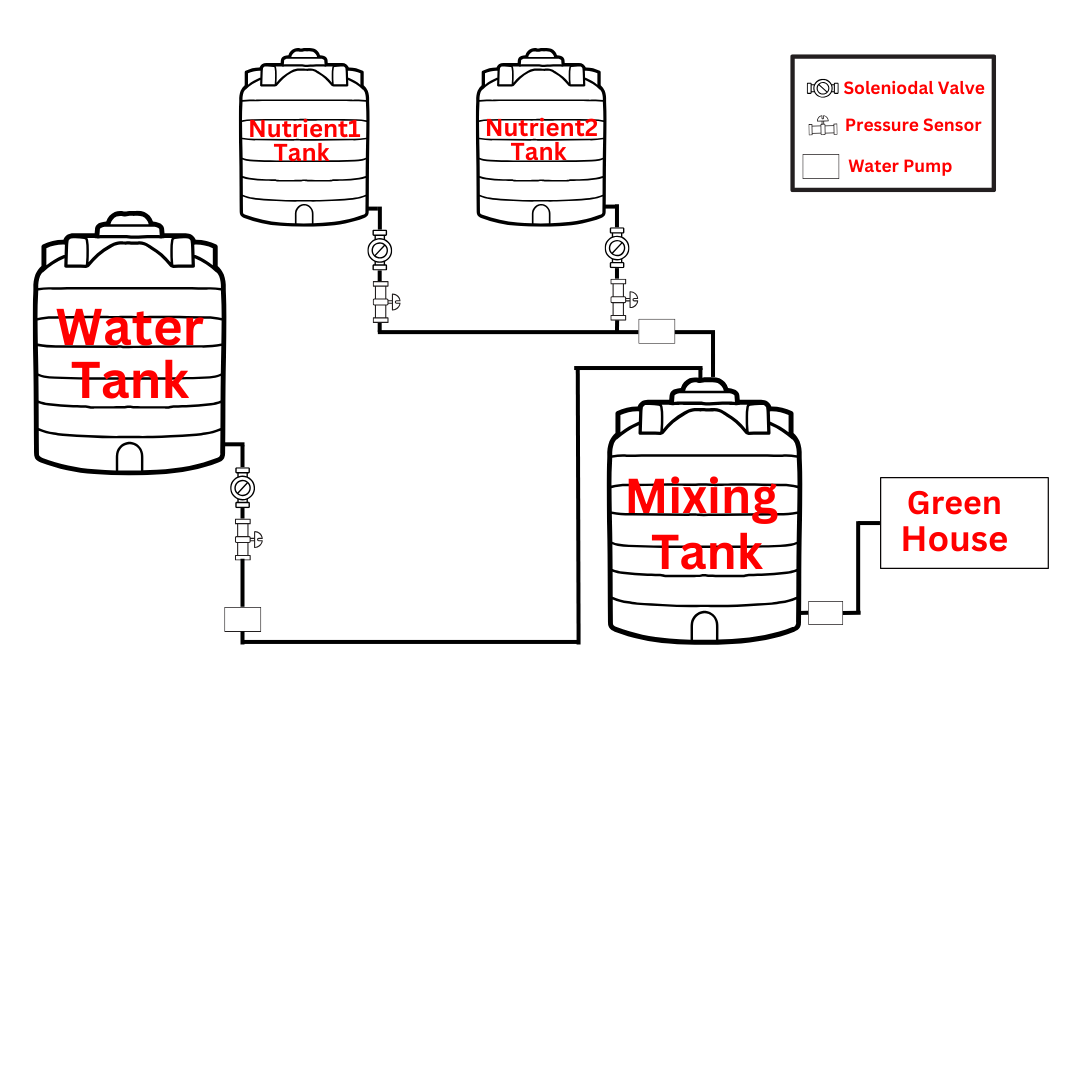 Nutrient1
Tank
Nutrient2
Tank
Soleniodal Valve
Pressure Sensor
Water Pump
Water
Tank
Mixing
Tank
Green
House